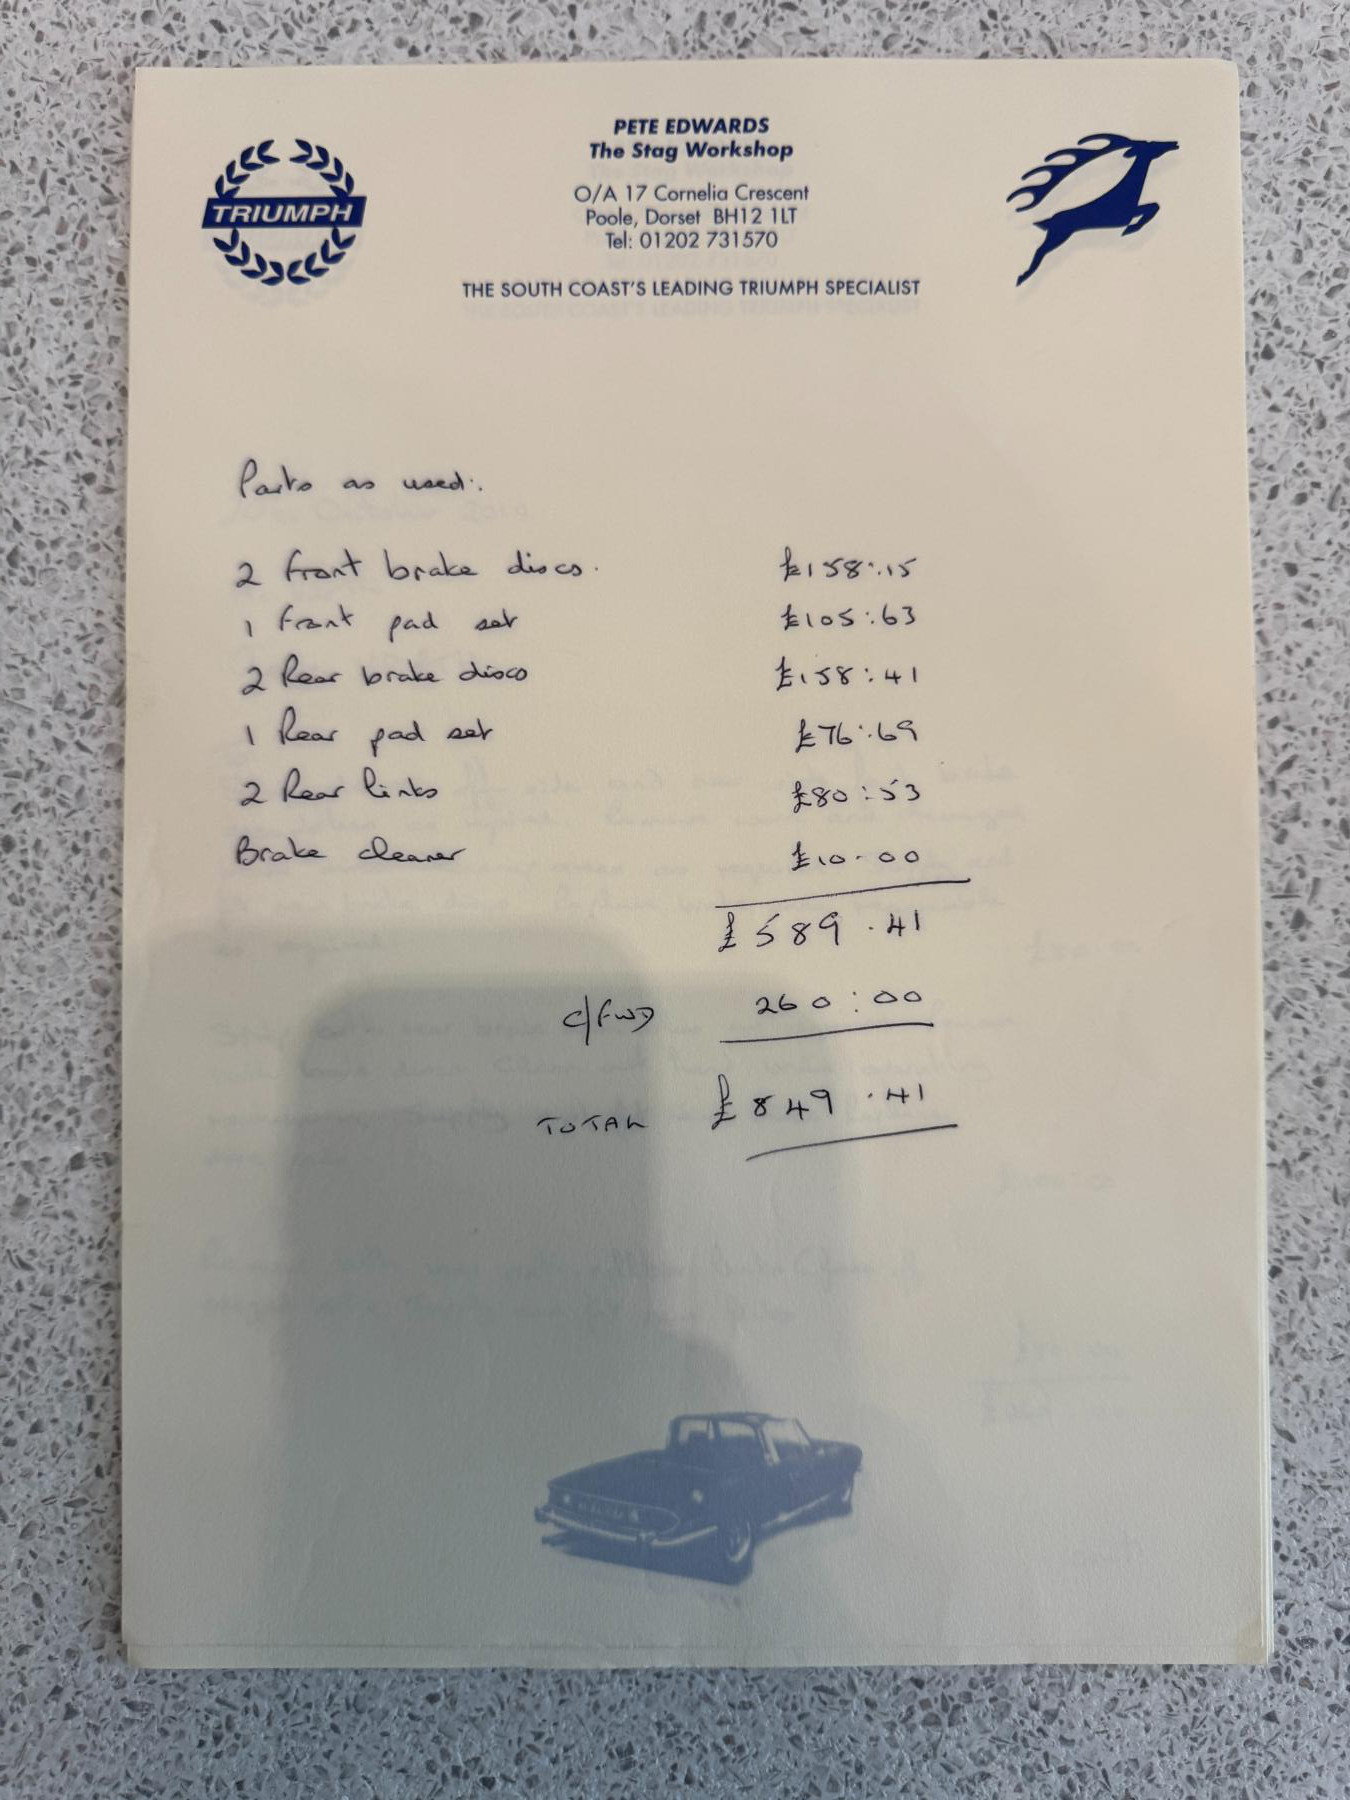 PETE EDWARDS
The Stag Workshop
TRIUMPH
O/A 17 Cornelia Crescent
Poole, Dorset BH12 1LT
Tel: 01202 731570
THE SOUTH COAST'S LEADING TRIUMPH SPECIALIST
Parts as used:.
2 Front brake discs. £158:.15
1 Front pad set £105:63
2 Rear brake discs £158:41
1 Rear pad set £76:.69
2 Rear links £80:53
Brake cleaner £10-00
£589.41
C/FWD 260:00
TOTAL £849.41